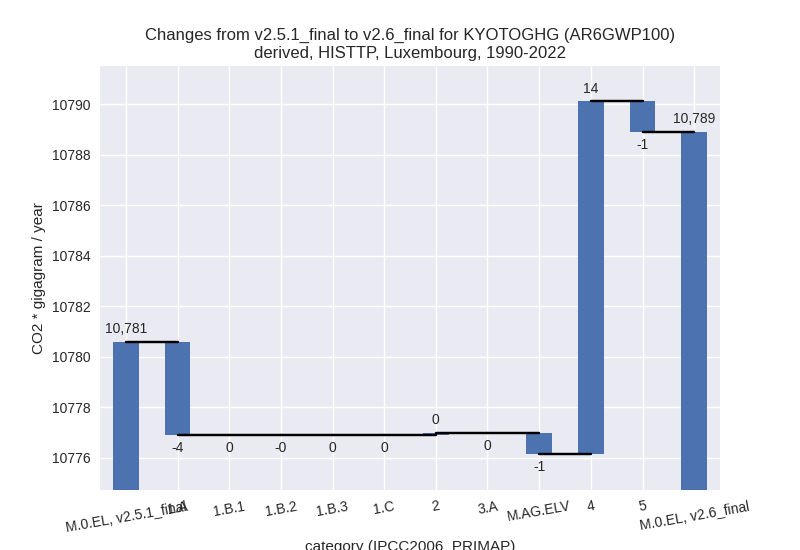 Changes from v2.5.1_final to v2.6_final for KYOTOGHG (AR6GWP100)
derived, HISTTP, Luxembourg, 1990-2022
CO2 * gigagram / year
10790
10788
10786
10784
10782
10780
10778
10776
10,781
-4
0
-0
0
0
0
0
-1
14
-1
10,789
M.0.EL, v2.5.1_final
1.A
1.B.1
1.B.2
1.B.3
1.C
2
3.A
M.AG.ELV
4
5
M.0.EL, v2.6_final
category (IPCC2006_PRIMAP)